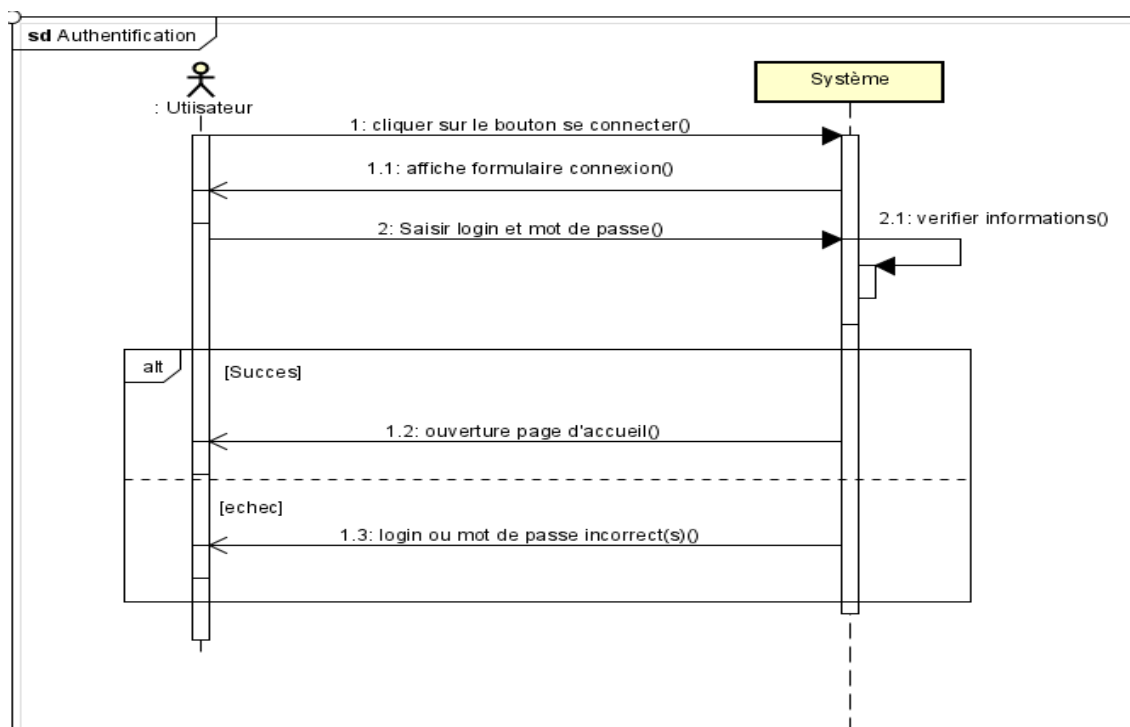 sd Authentification
Système
: Utiisateur
1: cliquer sur le bouton se connecter()
1.1: affiche formulaire connexion()
2.1: verifier informations()
2: Saisir login et mot de passe()
alt
[Succes]
1.2: ouverture page d'accueil()
[echec]
1.3: login ou mot de passe incorrect(s)()